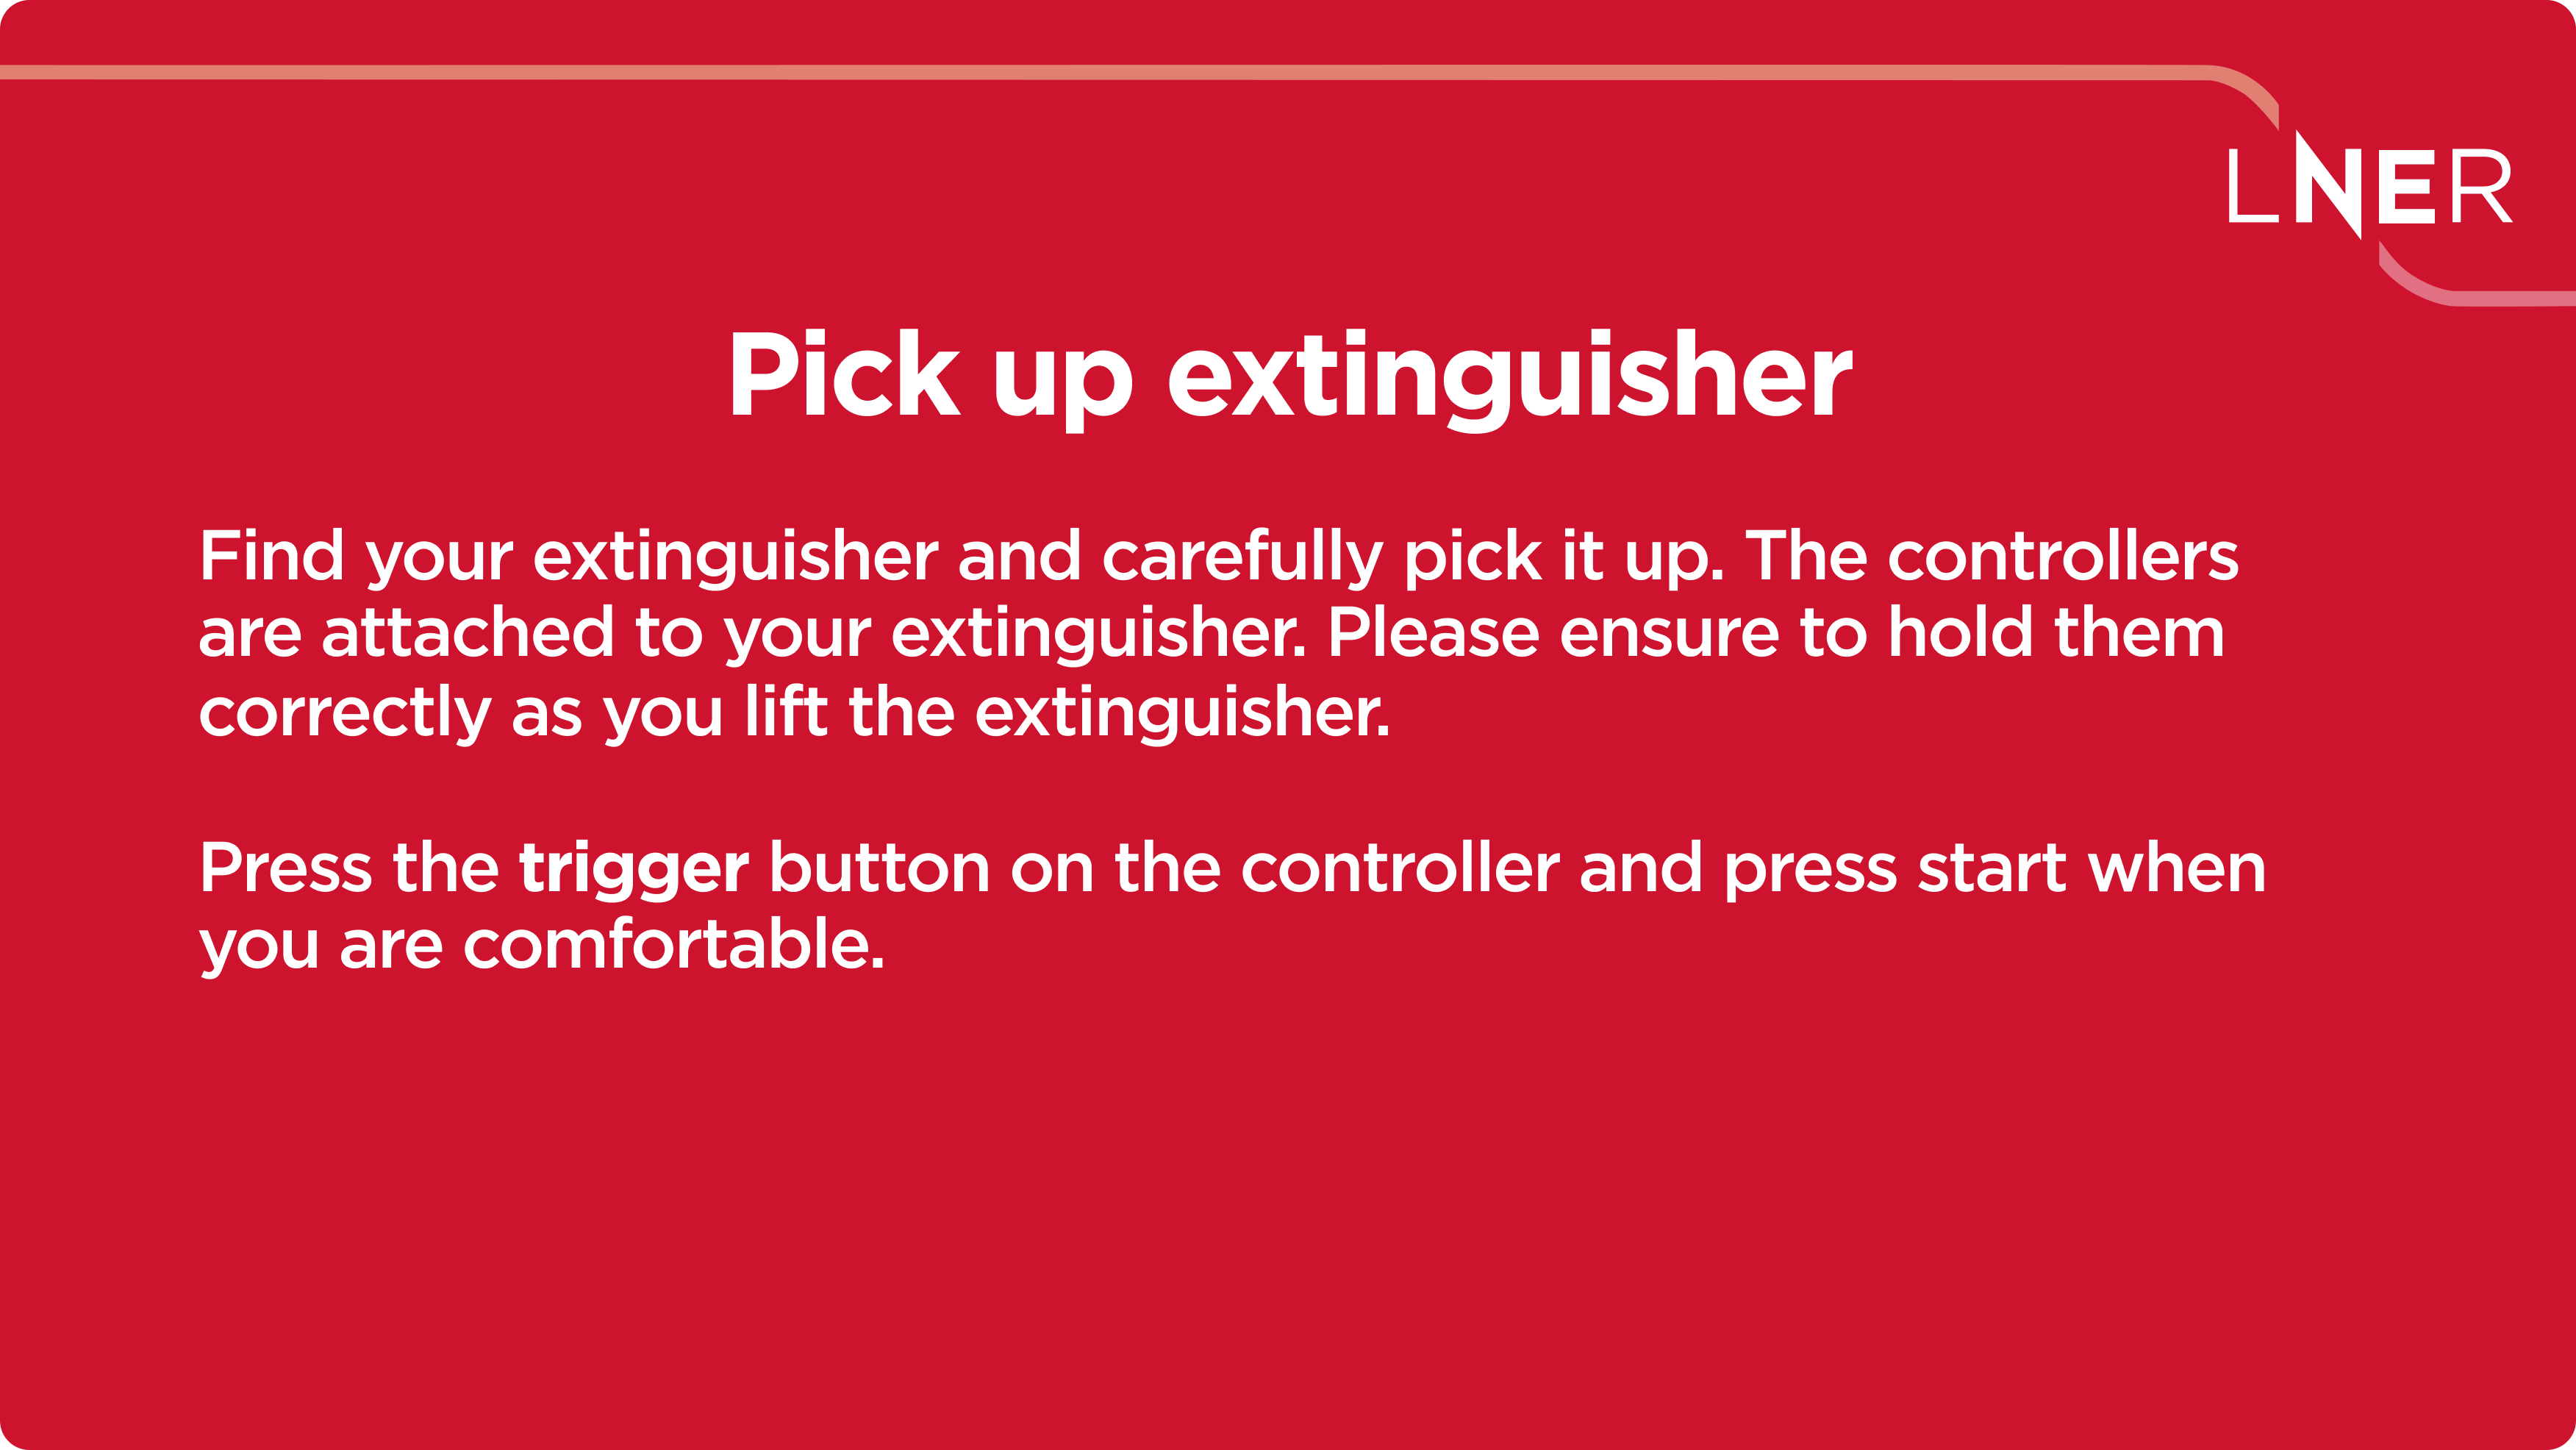 LNER
Pick up extinguisher
Find your extinguisher and carefully pick it up. The controllers
are attached to your extinguisher. Please ensure to hold them
correctly as you lift the extinguisher.
Press the trigger button on the controller and press start when
you are comfortable.